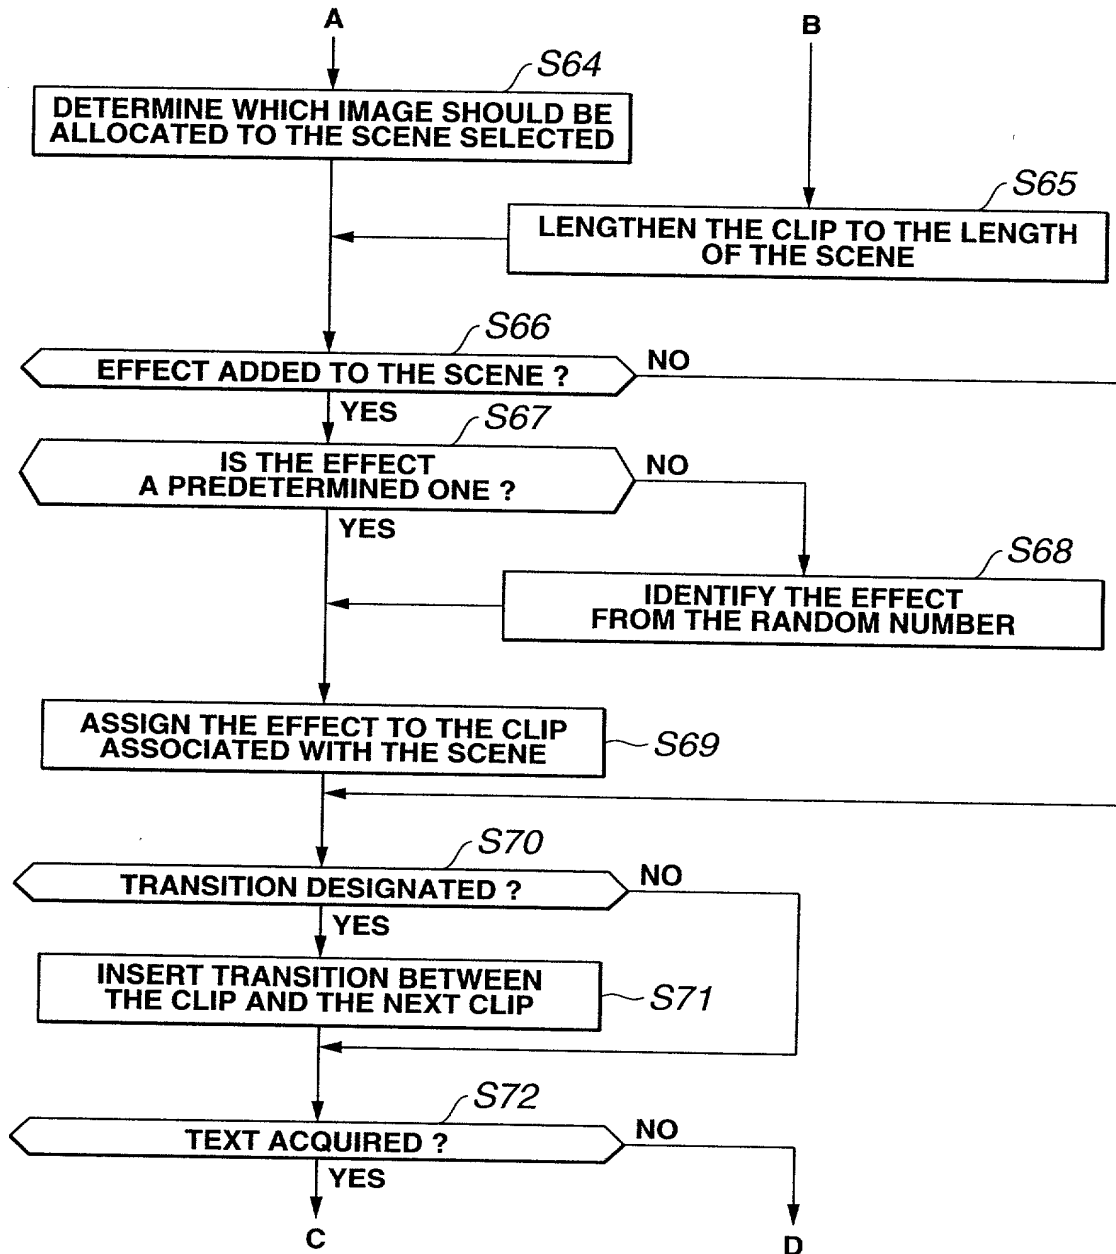 A
B
S64
DETERMINE WHICH IMAGE SHOULD BE
ALLOCATED TO THE SCENE SELECTED
S65
LENGTHEN THE CLIP TO THE LENGTH
OF THE SCENE
S66
EFFECT ADDED TO THE SCENE ?
NO
YES
S67
IS THE EFFECT
A PREDETERMINED ONE ?
NO
YES
S68
IDENTIFY THE EFFECT
FROM THE RANDOM NUMBER
ASSIGN THE EFFECT TO THE CLIP
ASSOCIATED WITH THE SCENE
S69
S70
TRANSITION DESIGNATED ?
NO
YES
INSERT TRANSITION BETWEEN
THE CLIP AND THE NEXT CLIP
S71
S72
TEXT ACQUIRED ?
NO
YES
C
D